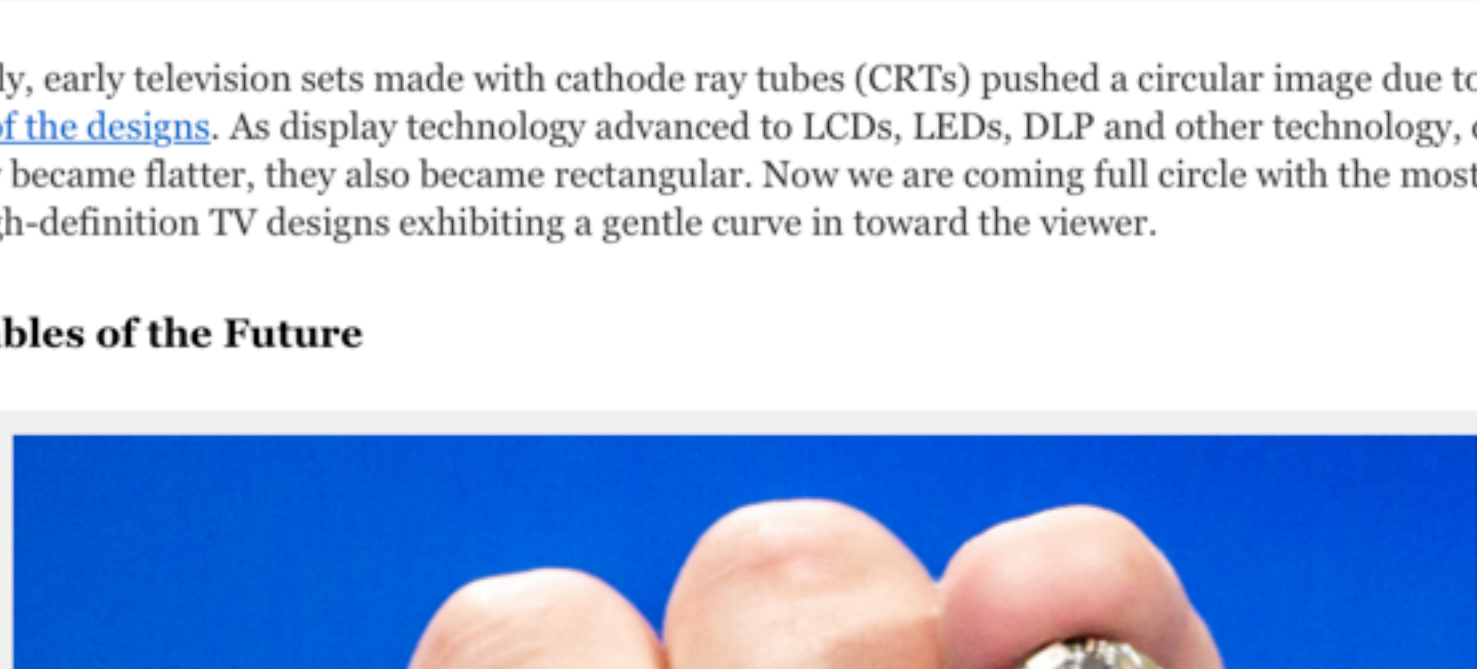 ly, early television sets made with cathode ray tubes (CRTs) pushed a circular image due to
of the designs. As display technology advanced to LCDs, LEDs, DLP and other technology,
became flatter, they also became rectangular. Now we are coming full circle with the most
gh-definition TV designs exhibiting a gentle curve in toward the viewer.
bles of the Future